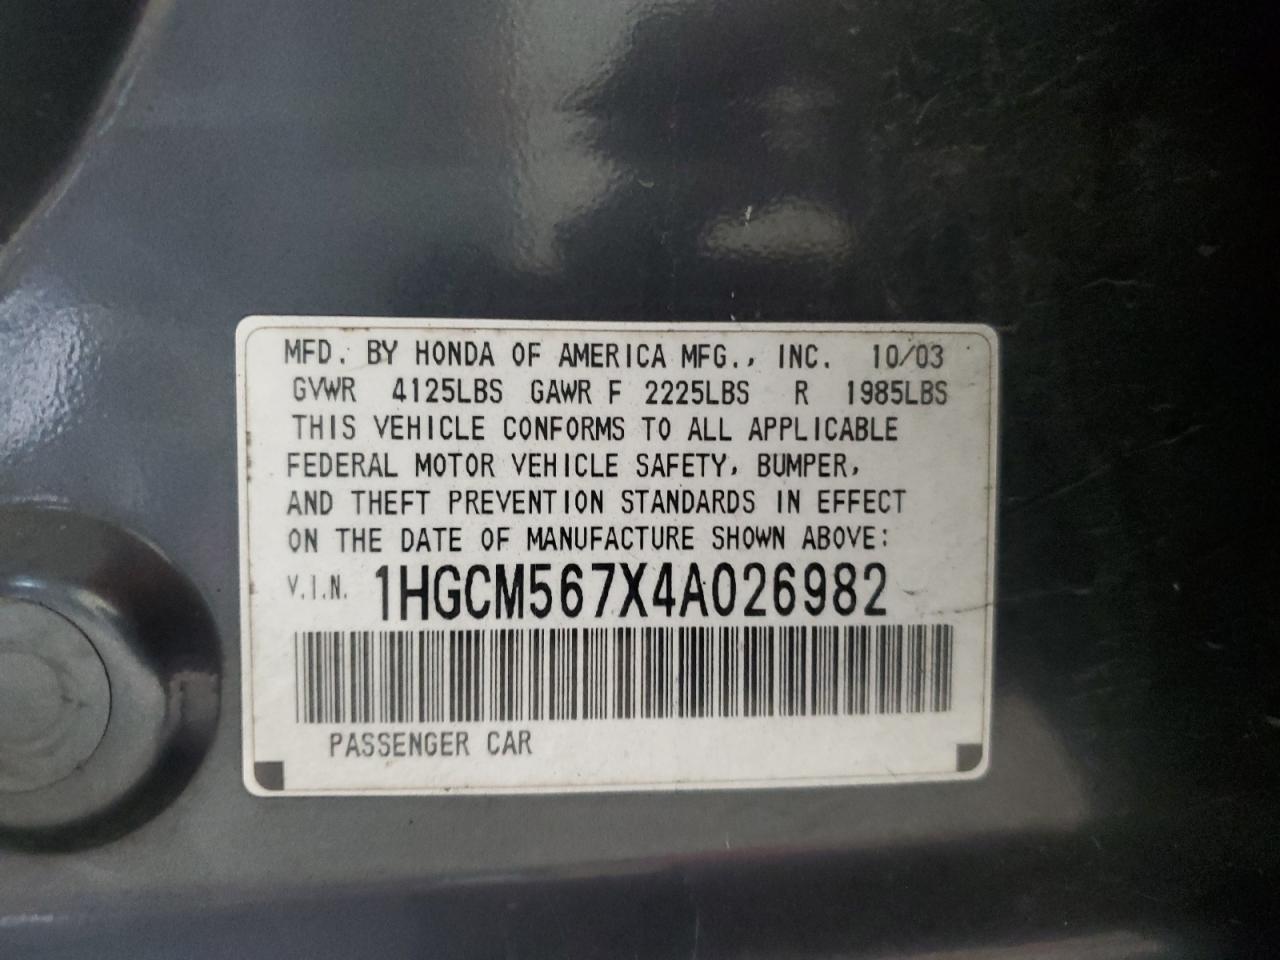 MFD. BY HONDA OF AMERICA MFG., INC. 10/03
GVWR 4125LBS GAWR F 2225LBS R 1985LBS
THIS VEHICLE CONFORMS TO ALL APPLICABLE
FEDERAL MOTOR VEHICLE SAFETY, BUMPER,
AND THEFT PREVENTION STANDARDS IN EFFECT
ON THE DATE OF MANUFACTURE SHOWN ABOVE:
V.I.N. 1HGCM567X4A026982
PASSENGER CAR